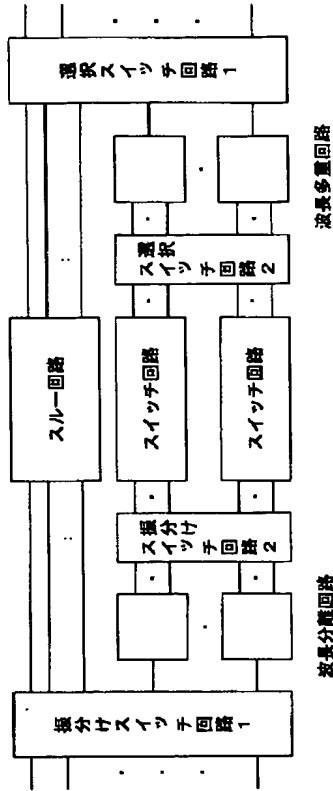 振分けスイッチ回路1
波長分離回路
振分け
スイッチ回路2
スルー回路
スイッチ回路
スイッチ回路
選択
スイッチ回路2
波長多重回路
選択スイッチ回路1